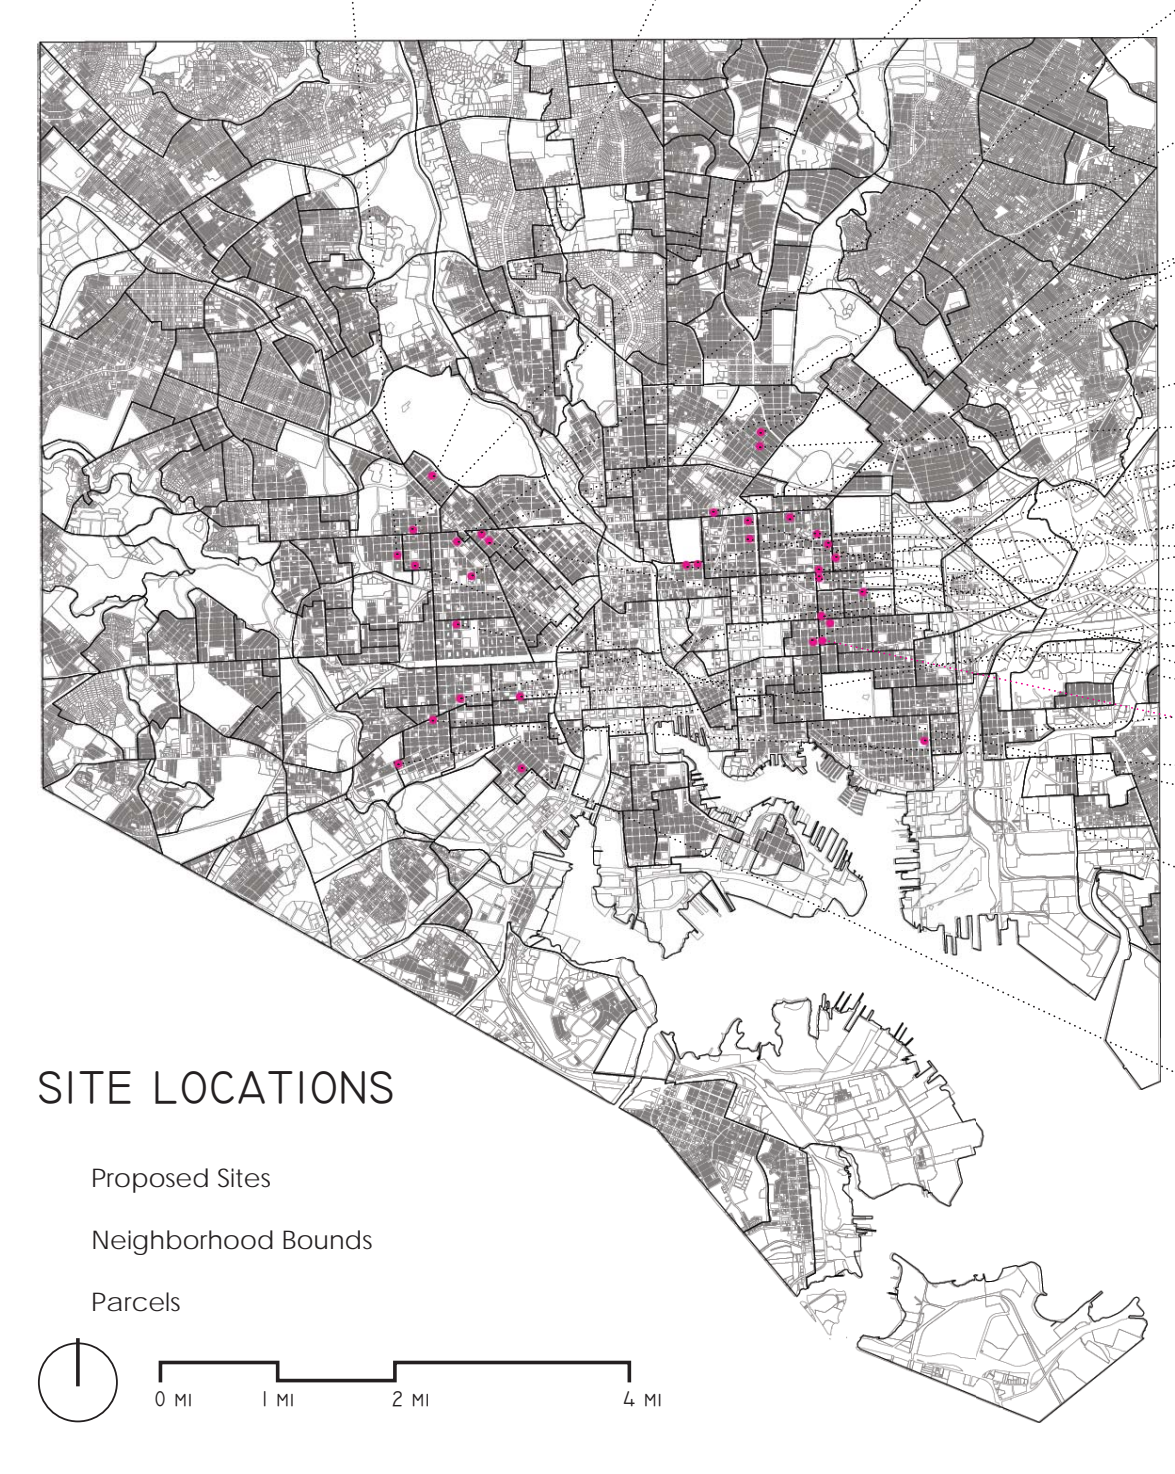 SITE LOCATIONS
Proposed Sites
Neighborhood Bounds
Parcels
0 MI 1 MI 2 MI 4 MI